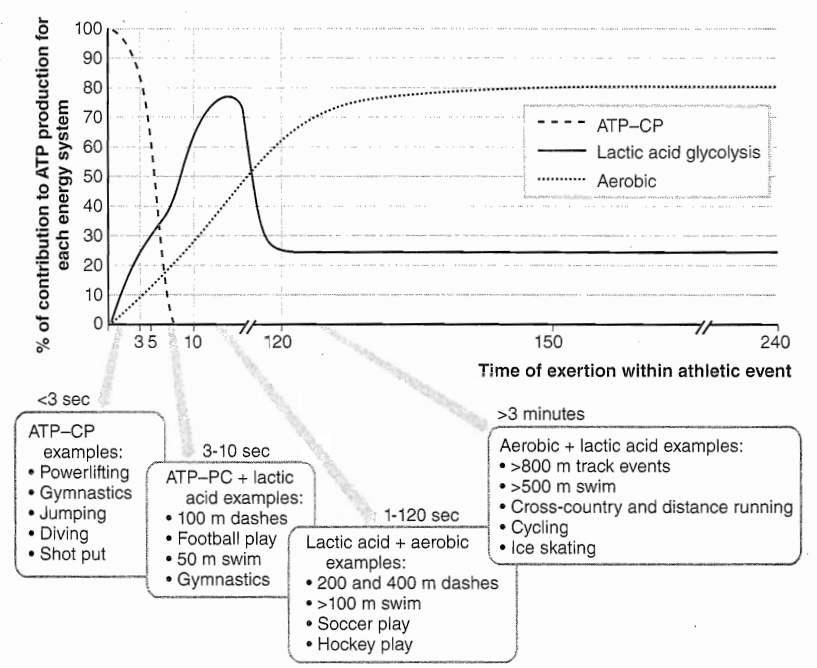 % of contribution to ATP production for
each energy system
100
90
80
70
60
50
40
30
20
10
0
3 5 10 120 150 240
Time of exertion within athletic event
ATP–CP
Lactic acid glycolysis
Aerobic
<3 sec
ATP–CP
examples:
• Powerlifting
• Gymnastics
• Jumping
• Diving
• Shot put
3-10 sec
ATP–PC + lactic
acid examples:
• 100 m dashes
• Football play
• 50 m swim
• Gymnastics
1-120 sec
Lactic acid + aerobic
examples:
• 200 and 400 m dashes
• >100 m swim
• Soccer play
• Hockey play
>3 minutes
Aerobic + lactic acid examples:
• >800 m track events
• >500 m swim
• Cross-country and distance running
• Cycling
• Ice skating